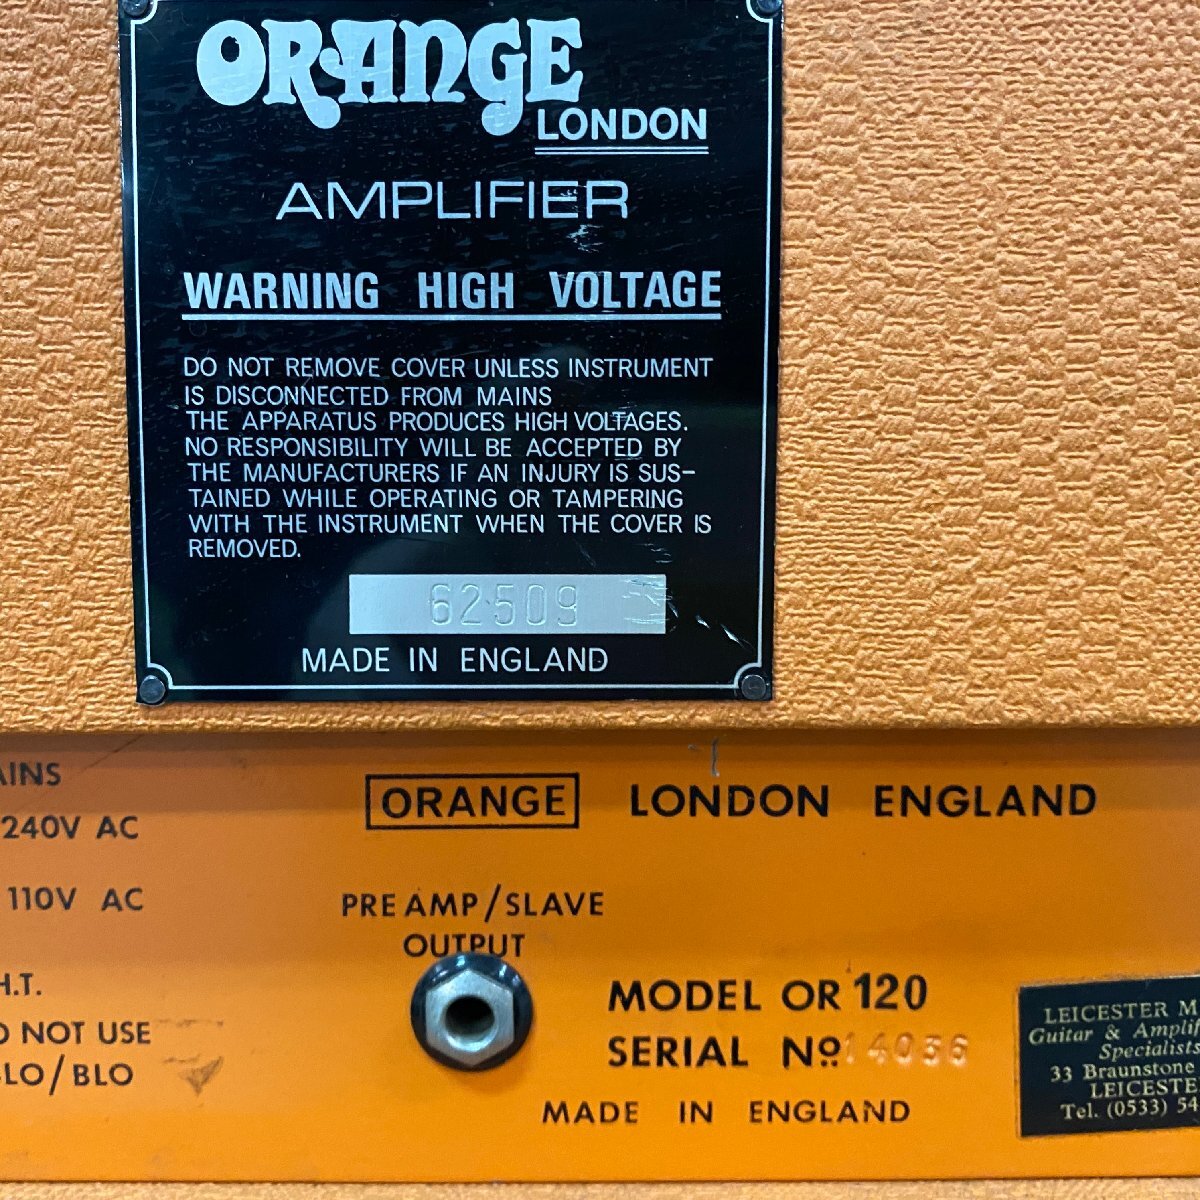 ORANGE
LONDON
AMPLIFIER
WARNING HIGH VOLTAGE
DO NOT REMOVE COVER UNLESS INSTRUMENT
IS DISCONNECTED FROM MAINS
THE APPARATUS PRODUCES HIGH VOLTAGES.
NO RESPONSIBILITY WILL BE ACCEPTED BY
THE MANUFACTURERS IF AN INJURY IS SUS-
TAINED WHILE OPERATING OR TAMPERING
WITH THE INSTRUMENT WHEN THE COVER IS
REMOVED.
62509
MADE IN ENGLAND
AINS
240V AC
110V AC
H.T.
NOT USE
SLO/BLO
ORANGE LONDON ENGLAND
PRE AMP/SLAVE
OUTPUT
MODEL OR 120
SERIAL Nº 14036
MADE IN ENGLAND
LEICESTER M
Guitar & Amplif
Specialists
33 Braunstone
LEICESTE
Tel. (0533) 54